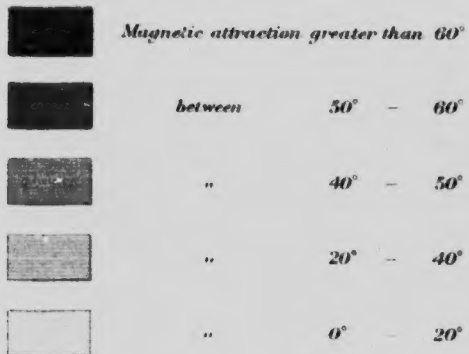 Magnetic attraction greater than 60°
between 50° – 60°
" 40° – 50°
" 20° – 40°
" 0° – 20°